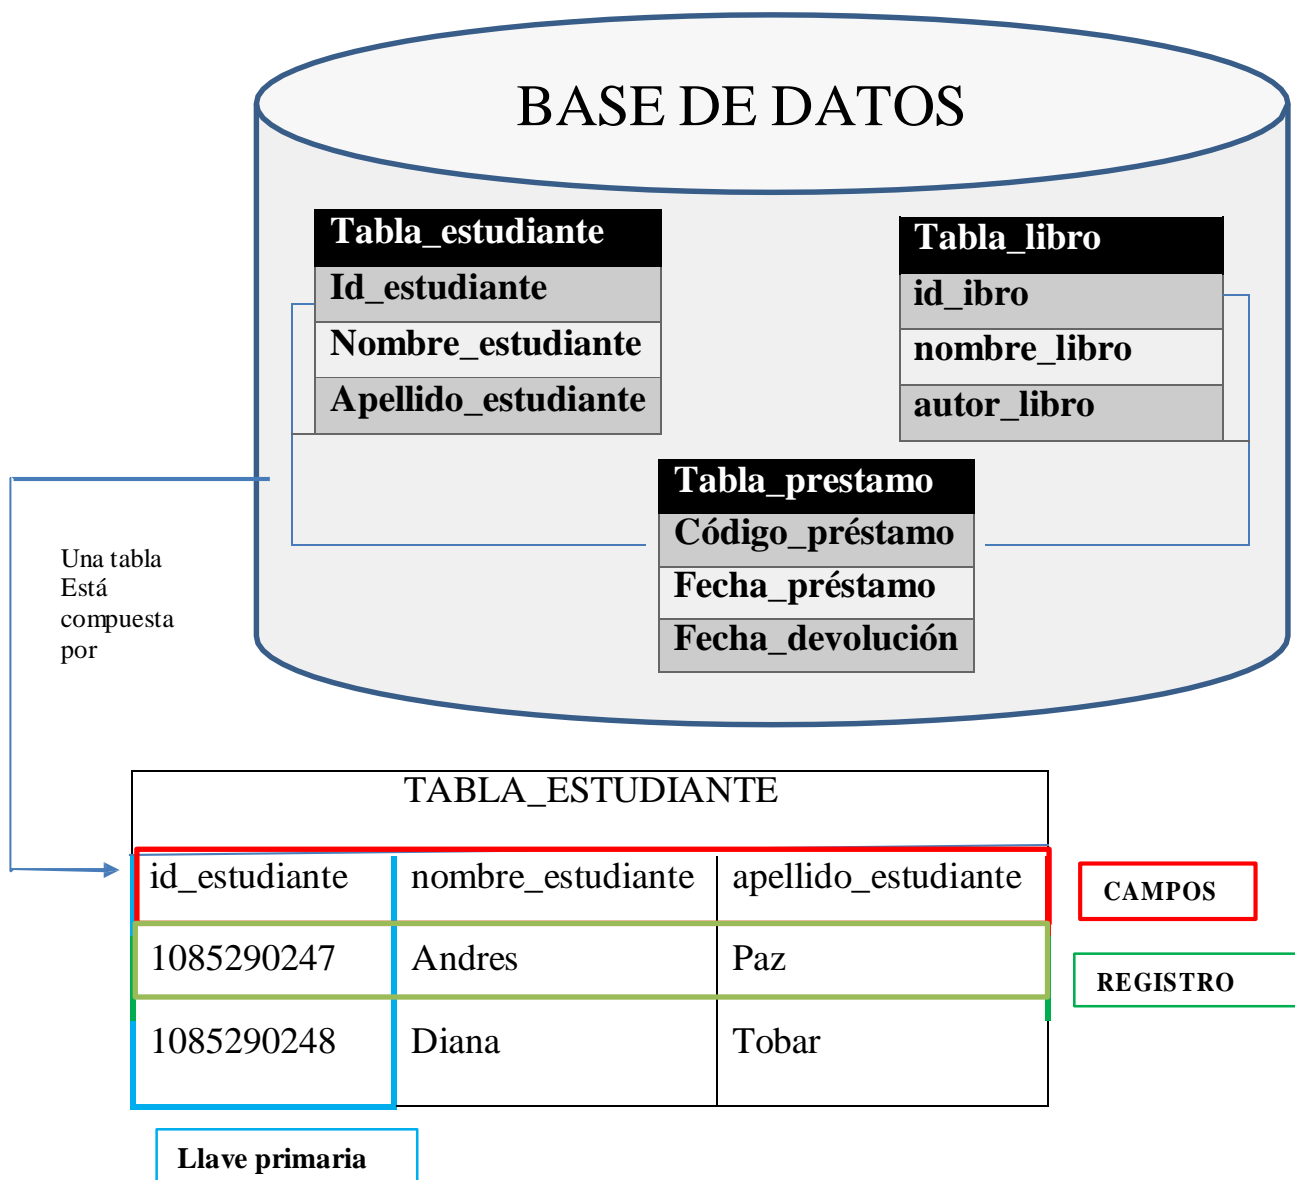 BASE DE DATOS
Tabla_estudiante
Id_estudiante
Nombre_estudiante
Apellido_estudiante
Tabla_libro
id_ibro
nombre_libro
autor_libro
Tabla_prestamo
Código_préstamo
Fecha_préstamo
Fecha_devolución
Una tabla
Está
compuesta
por
TABLA_ESTUDIANTE
id_estudiante nombre_estudiante apellido_estudiante
1085290247 Andres Paz
1085290248 Diana Tobar
CAMPOS
REGISTRO
Llave primaria